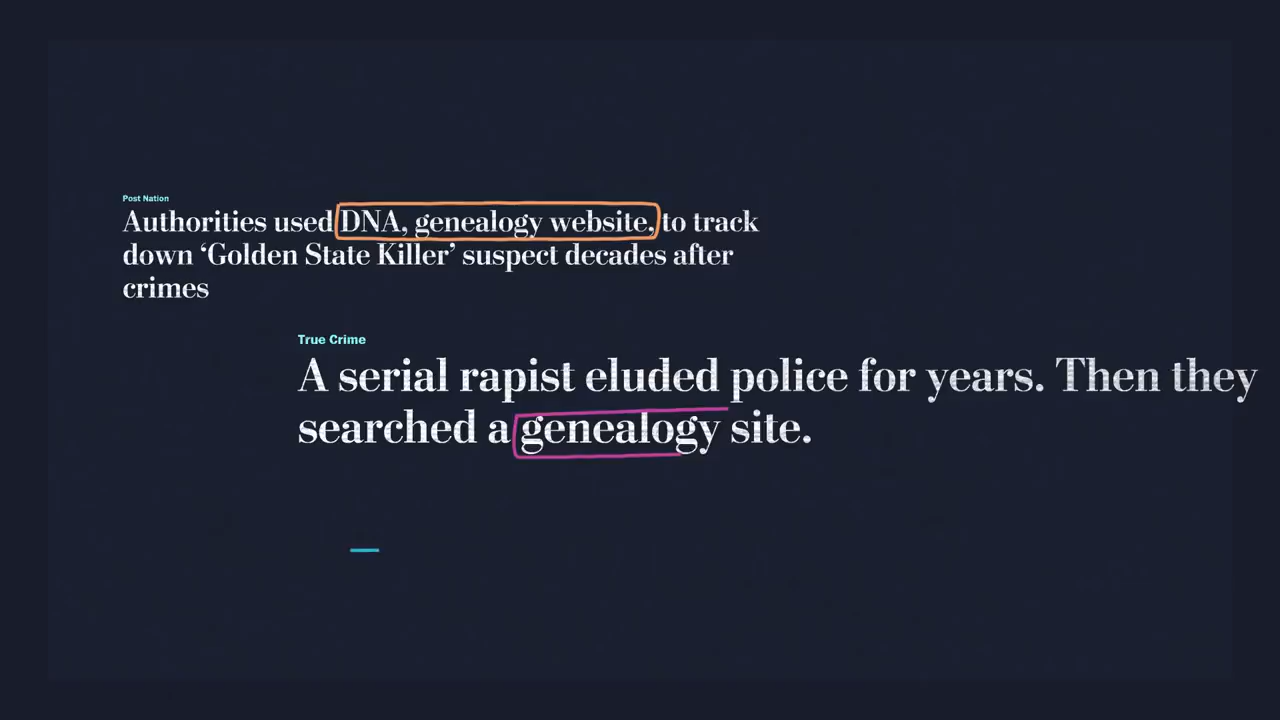 Post Nation
Authorities used DNA, genealogy website, to track
down ‘Golden State Killer’ suspect decades after
crimes
True Crime
A serial rapist eluded police for years. Then they
searched a genealogy site.